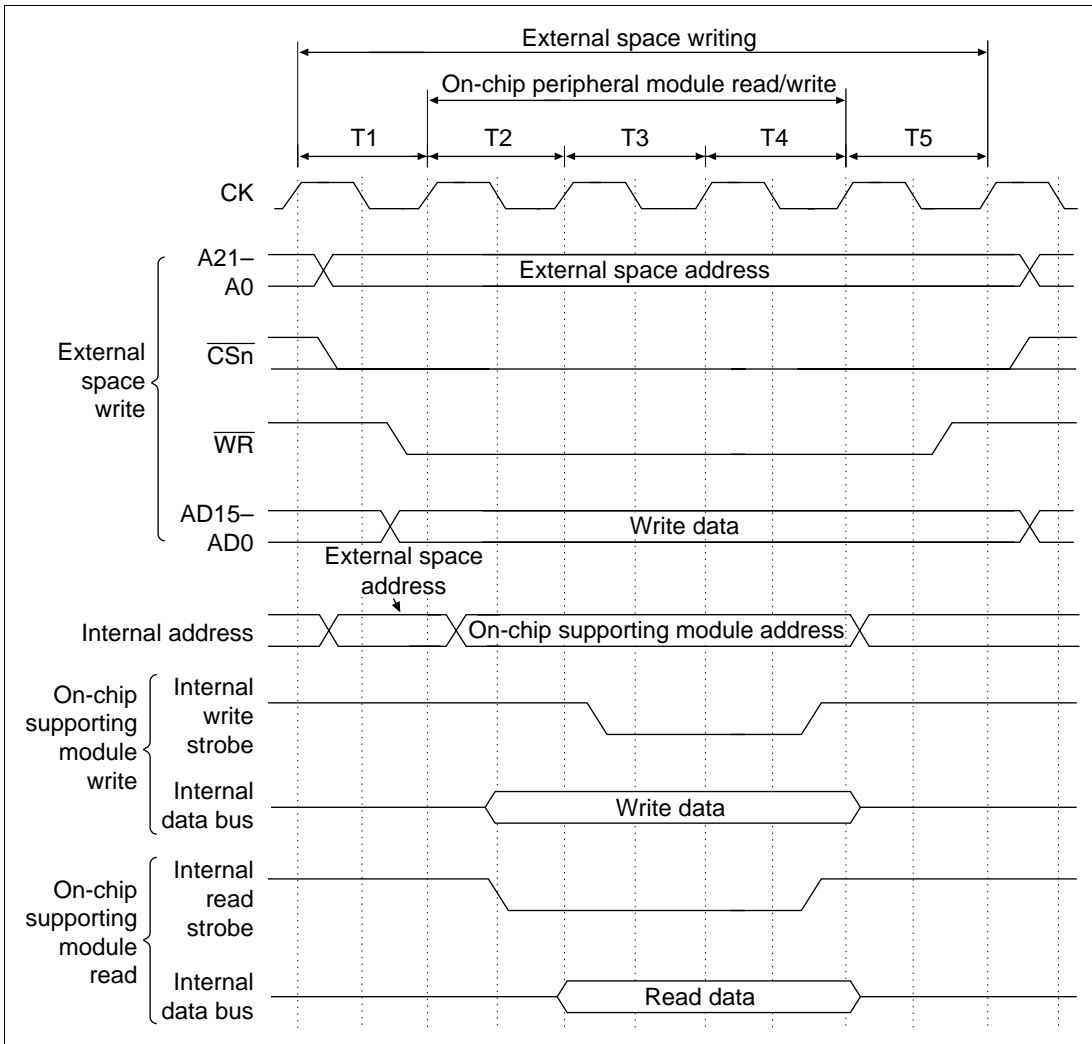 External space writing
On-chip peripheral module read/write
T1 T2 T3 T4 T5
CK
A21–
A0
External space address
External
space
write
CSn
WR
AD15–
AD0
Write data
External space
address
Internal address
On-chip supporting module address
On-chip
supporting
module
write
Internal
write
strobe
Internal
data bus
Write data
On-chip
supporting
module
read
Internal
read
strobe
Internal
data bus
Read data